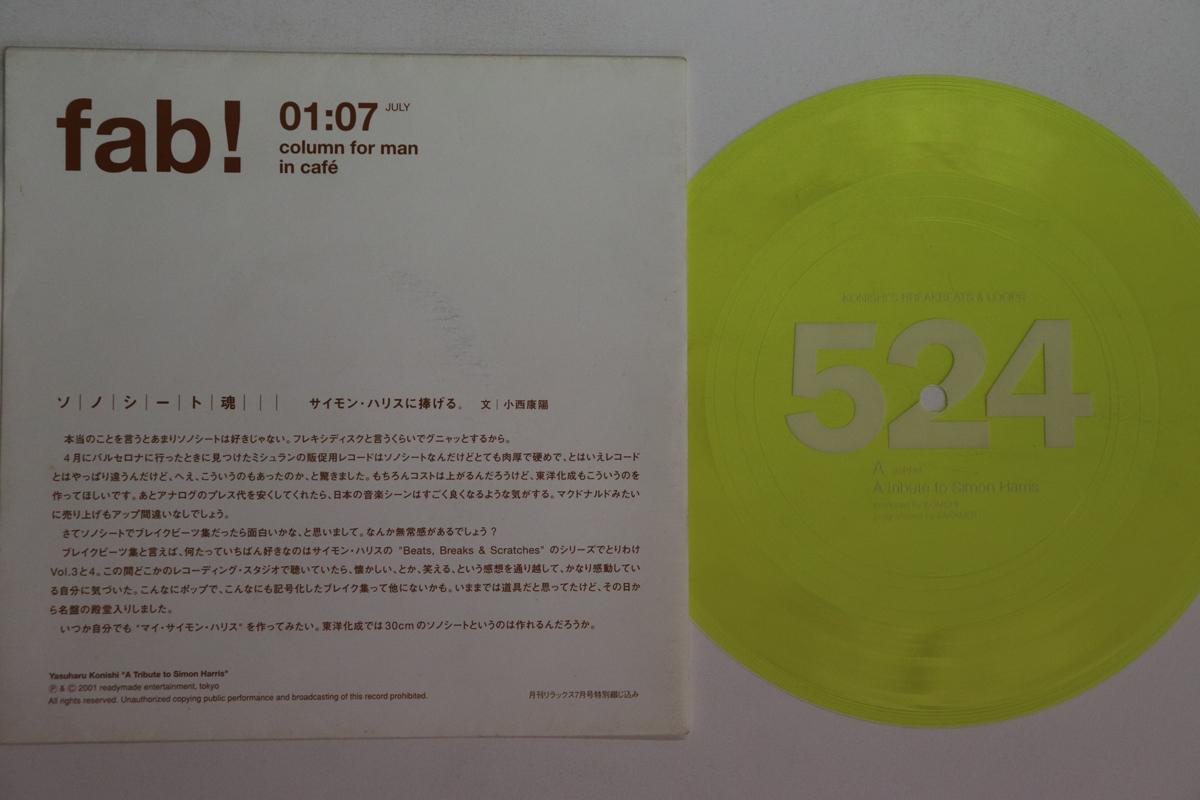 fab!
01:07 JULY
column for man
in café
ソ|ノ|シ|ー|ト|魂| | | サイモン・ハリスに捧げる。 文|小西康陽
本当のことを言うとあまりソノシートは好きじゃない。フレキシディスクと言うくらいでグニャッとするから。
4月にバルセロナに行ったときに見つけたミシュランの販促用レコードはソノシートなんだけどとても肉厚で硬めで、とはいえレコード
とはやっぱり違うんだけど、へえ、こういうのもあったのか、と驚きました。もちろんコストは上がるんだろうけど、東洋化成もこういうのを
作ってほしいです。あとアナログのプレス代を安くしてくれたら、日本の音楽シーンはすごく良くなるような気がする。マクドナルドみたい
に売り上げもアップ間違いなしでしょう。
さてソノシートでブレイクビーツ集だったら面白いかな、と思いまして。なんか無常感があるでしょう?
ブレイクビーツ集と言えば、何たっていちばん好きなのはサイモン・ハリスの "Beats, Breaks & Scratches" のシリーズでとりわけ
Vol.3と4。この間どこかのレコーディング・スタジオで聴いていたら、懐かしい、とか、笑える、という感想を通り越して、かなり感動してい
る自分に気づいた。こんなにポップで、こんなにも記号化したブレイク集って他にないかも。いままでは道具だと思ってたけど、その日か
ら名盤の殿堂入りしました。
いつか自分でも "マイ・サイモン・ハリス" を作ってみたい。東洋化成では30cmのソノシートというのは作れるんだろうか。
Yasuharu Konishi "A Tribute to Simon Harris"
Ⓟ & © 2001 readymade entertainment, tokyo
All rights reserved. Unauthorized copying public performance and broadcasting of this record prohibited.
月刊リラックス7月号特別綴じ込み
KONISHI'S BREAKBEATS & LOOPS
524
A
A Tribute to Simon Harris